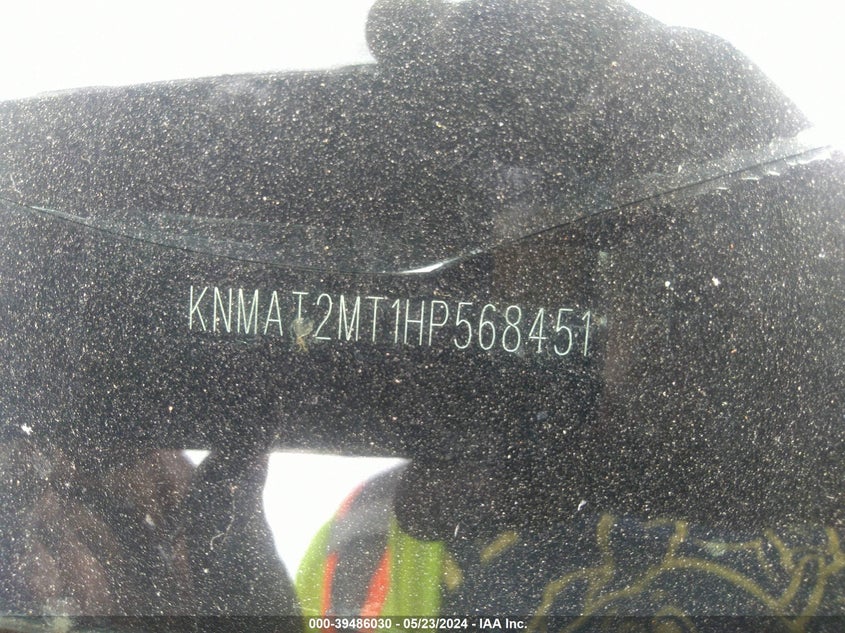 KNMAT2MT1HP568451
000-39486030 - 05/23/2024 - IAA Inc.